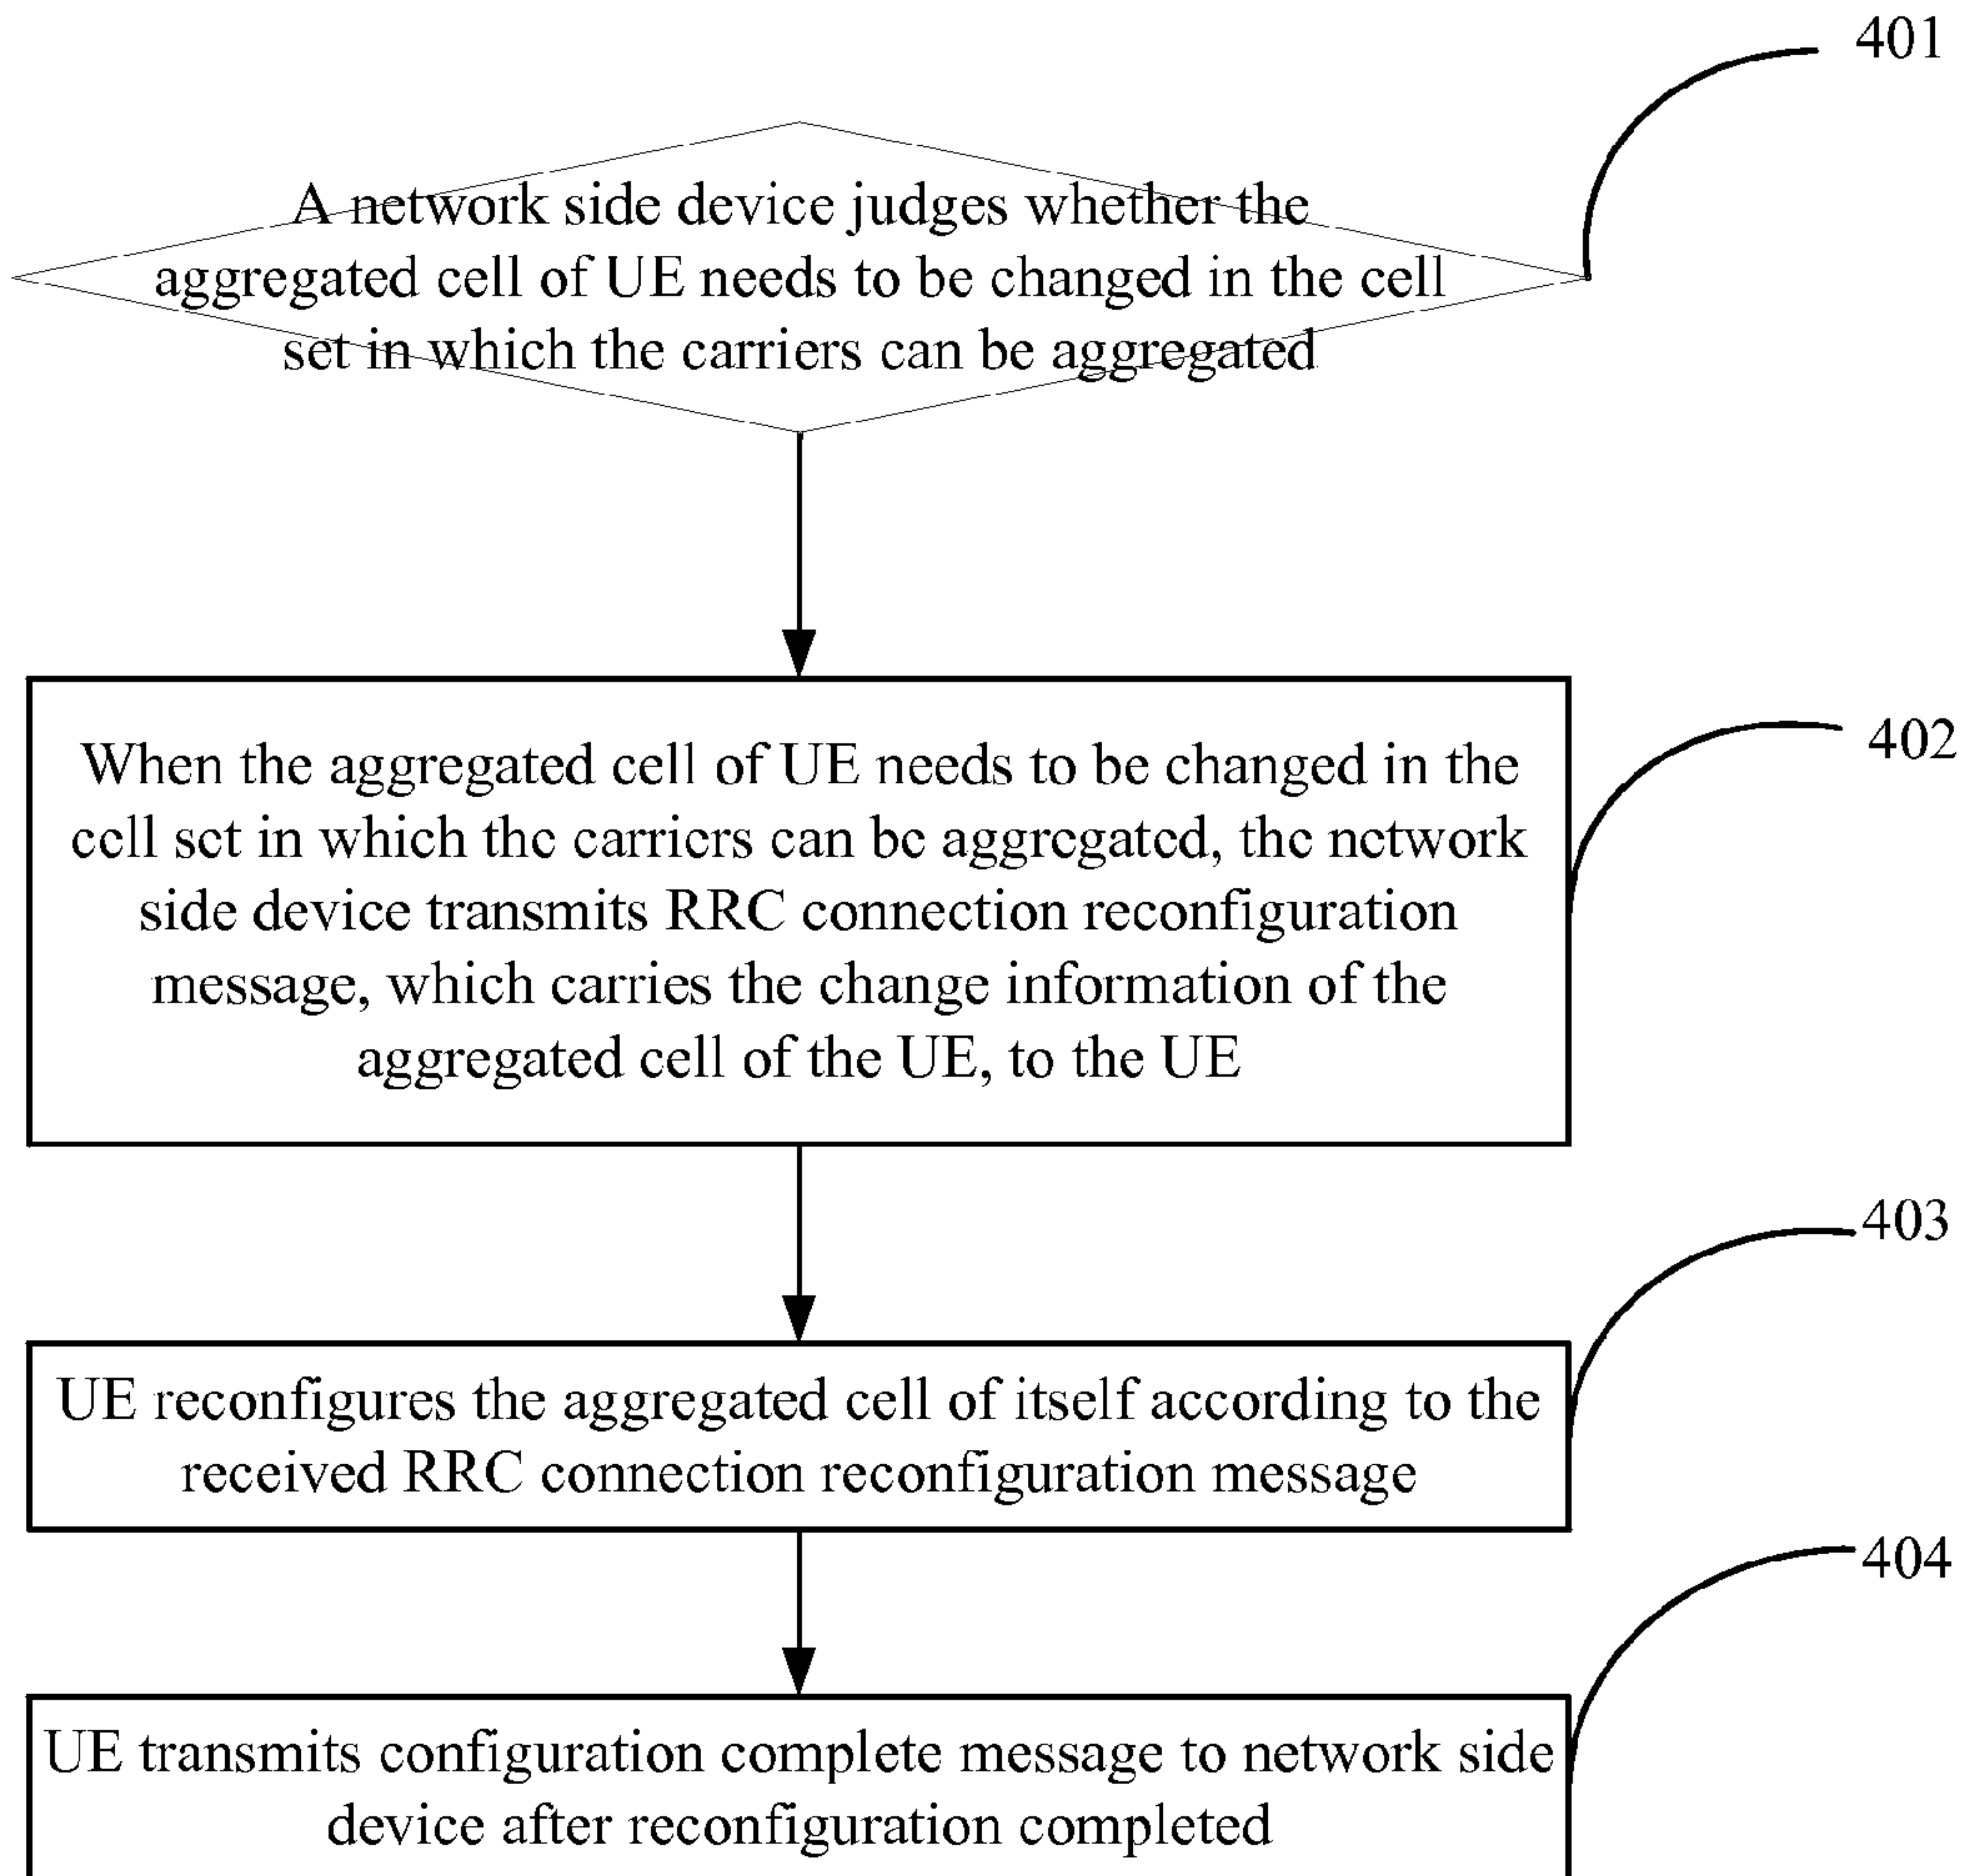 401
A network side device judges whether the
aggregated cell of UE needs to be changed in the cell
set in which the carriers can be aggregated
When the aggregated cell of UE needs to be changed in the
cell set in which the carriers can be aggregated, the network
side device transmits RRC connection reconfiguration
message, which carries the change information of the
aggregated cell of the UE, to the UE
402
UE reconfigures the aggregated cell of itself according to the
received RRC connection reconfiguration message
403
UE transmits configuration complete message to network side
device after reconfiguration completed
404